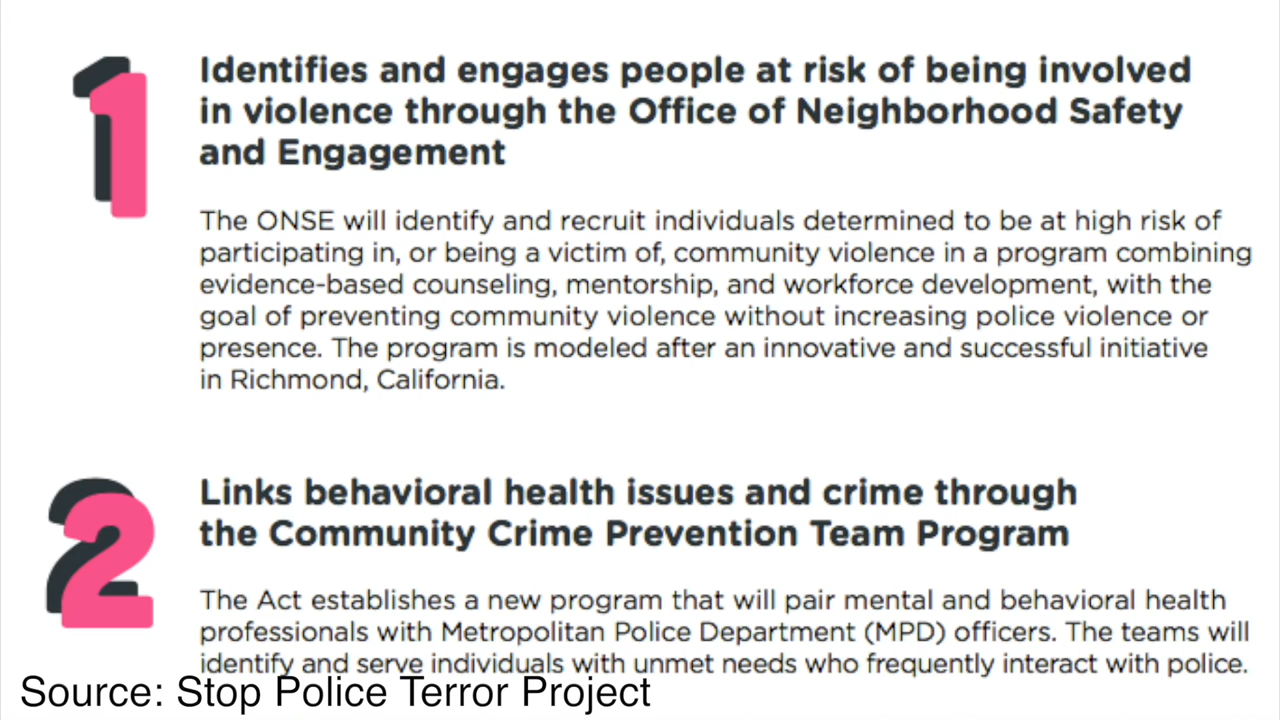 1
Identifies and engages people at risk of being involved
in violence through the Office of Neighborhood Safety
and Engagement
The ONSE will identify and recruit individuals determined to be at high risk of
participating in, or being a victim of, community violence in a program combining
evidence-based counseling, mentorship, and workforce development, with the
goal of preventing community violence without increasing police violence or
presence. The program is modeled after an innovative and successful initiative
in Richmond, California.
2
Links behavioral health issues and crime through
the Community Crime Prevention Team Program
The Act establishes a new program that will pair mental and behavioral health
professionals with Metropolitan Police Department (MPD) officers. The teams will
identify and serve individuals with unmet needs who frequently interact with police.
Source: Stop Police Terror Project